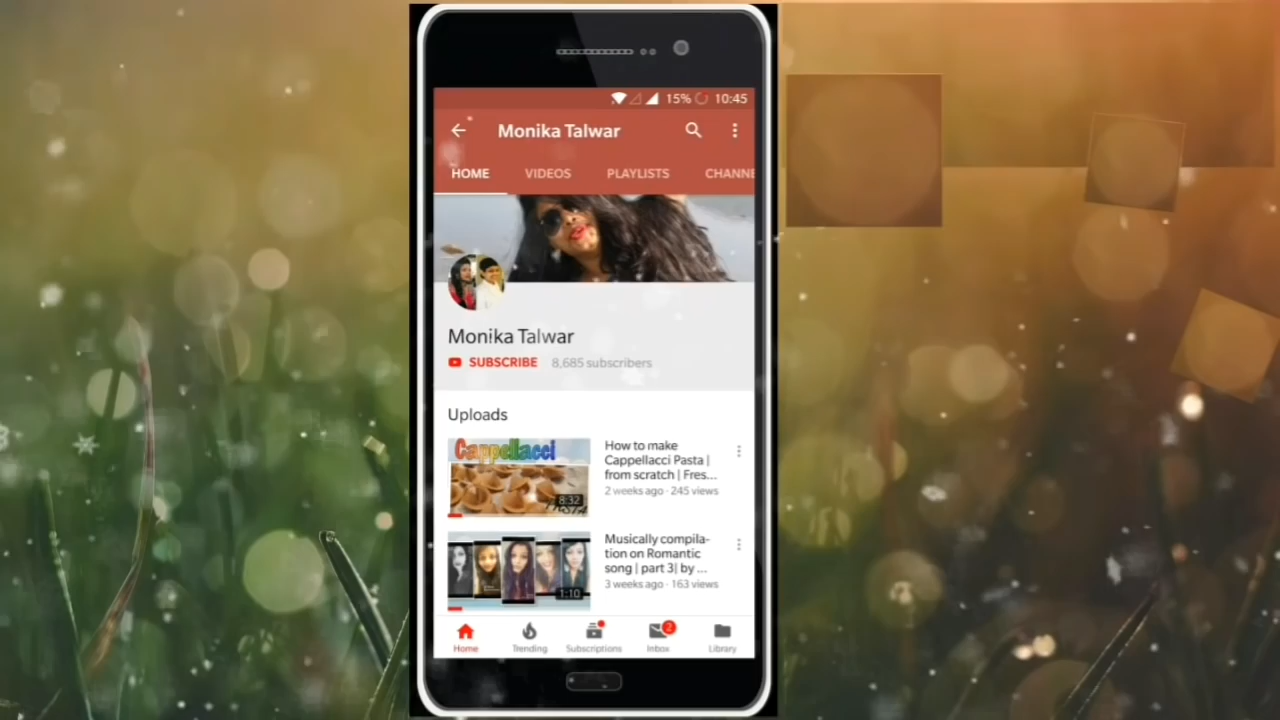 15% 10:45
Monika Talwar
HOME VIDEOS PLAYLISTS CHANNE
Monika Talwar
SUBSCRIBE 8,685 subscribers
Uploads
Cappellacci
PASTA
8:32
How to make
Cappellacci Pasta |
from scratch | Fres...
2 weeks ago · 245 views
1:10
Musically compila-
tion on Romantic
song | part 3| by ...
3 weeks ago · 163 views
2
Home Trending Subscriptions Inbox Library